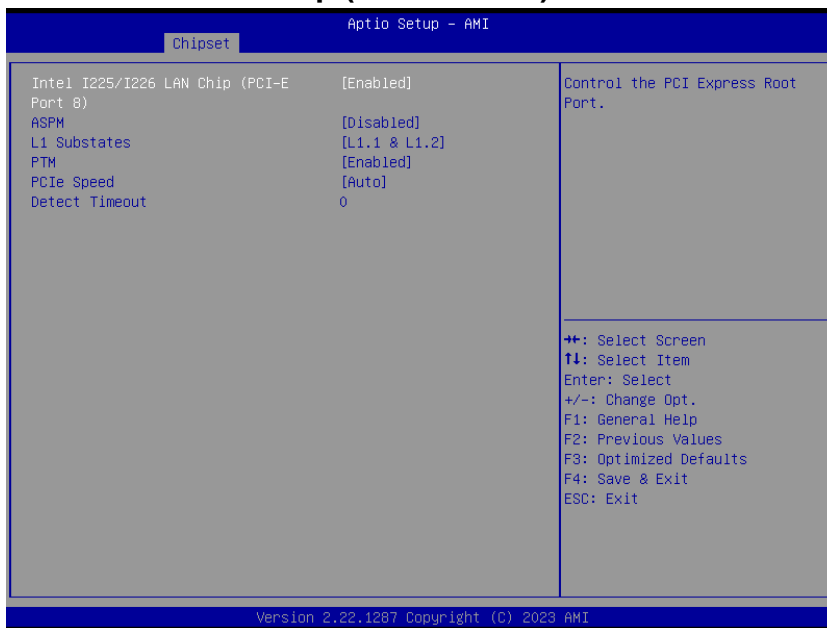 Aptio Setup – AMI
Chipset
Intel I225/I226 LAN Chip (PCI-E [Enabled]
Port 8)
ASPM [Disabled]
L1 Substates [L1.1 & L1.2]
PTM [Enabled]
PCIe Speed [Auto]
Detect Timeout 0
Control the PCI Express Root
Port.
→←: Select Screen
↑↓: Select Item
Enter: Select
+/-: Change Opt.
F1: General Help
F2: Previous Values
F3: Optimized Defaults
F4: Save & Exit
ESC: Exit
Version 2.22.1287 Copyright (C) 2023 AMI